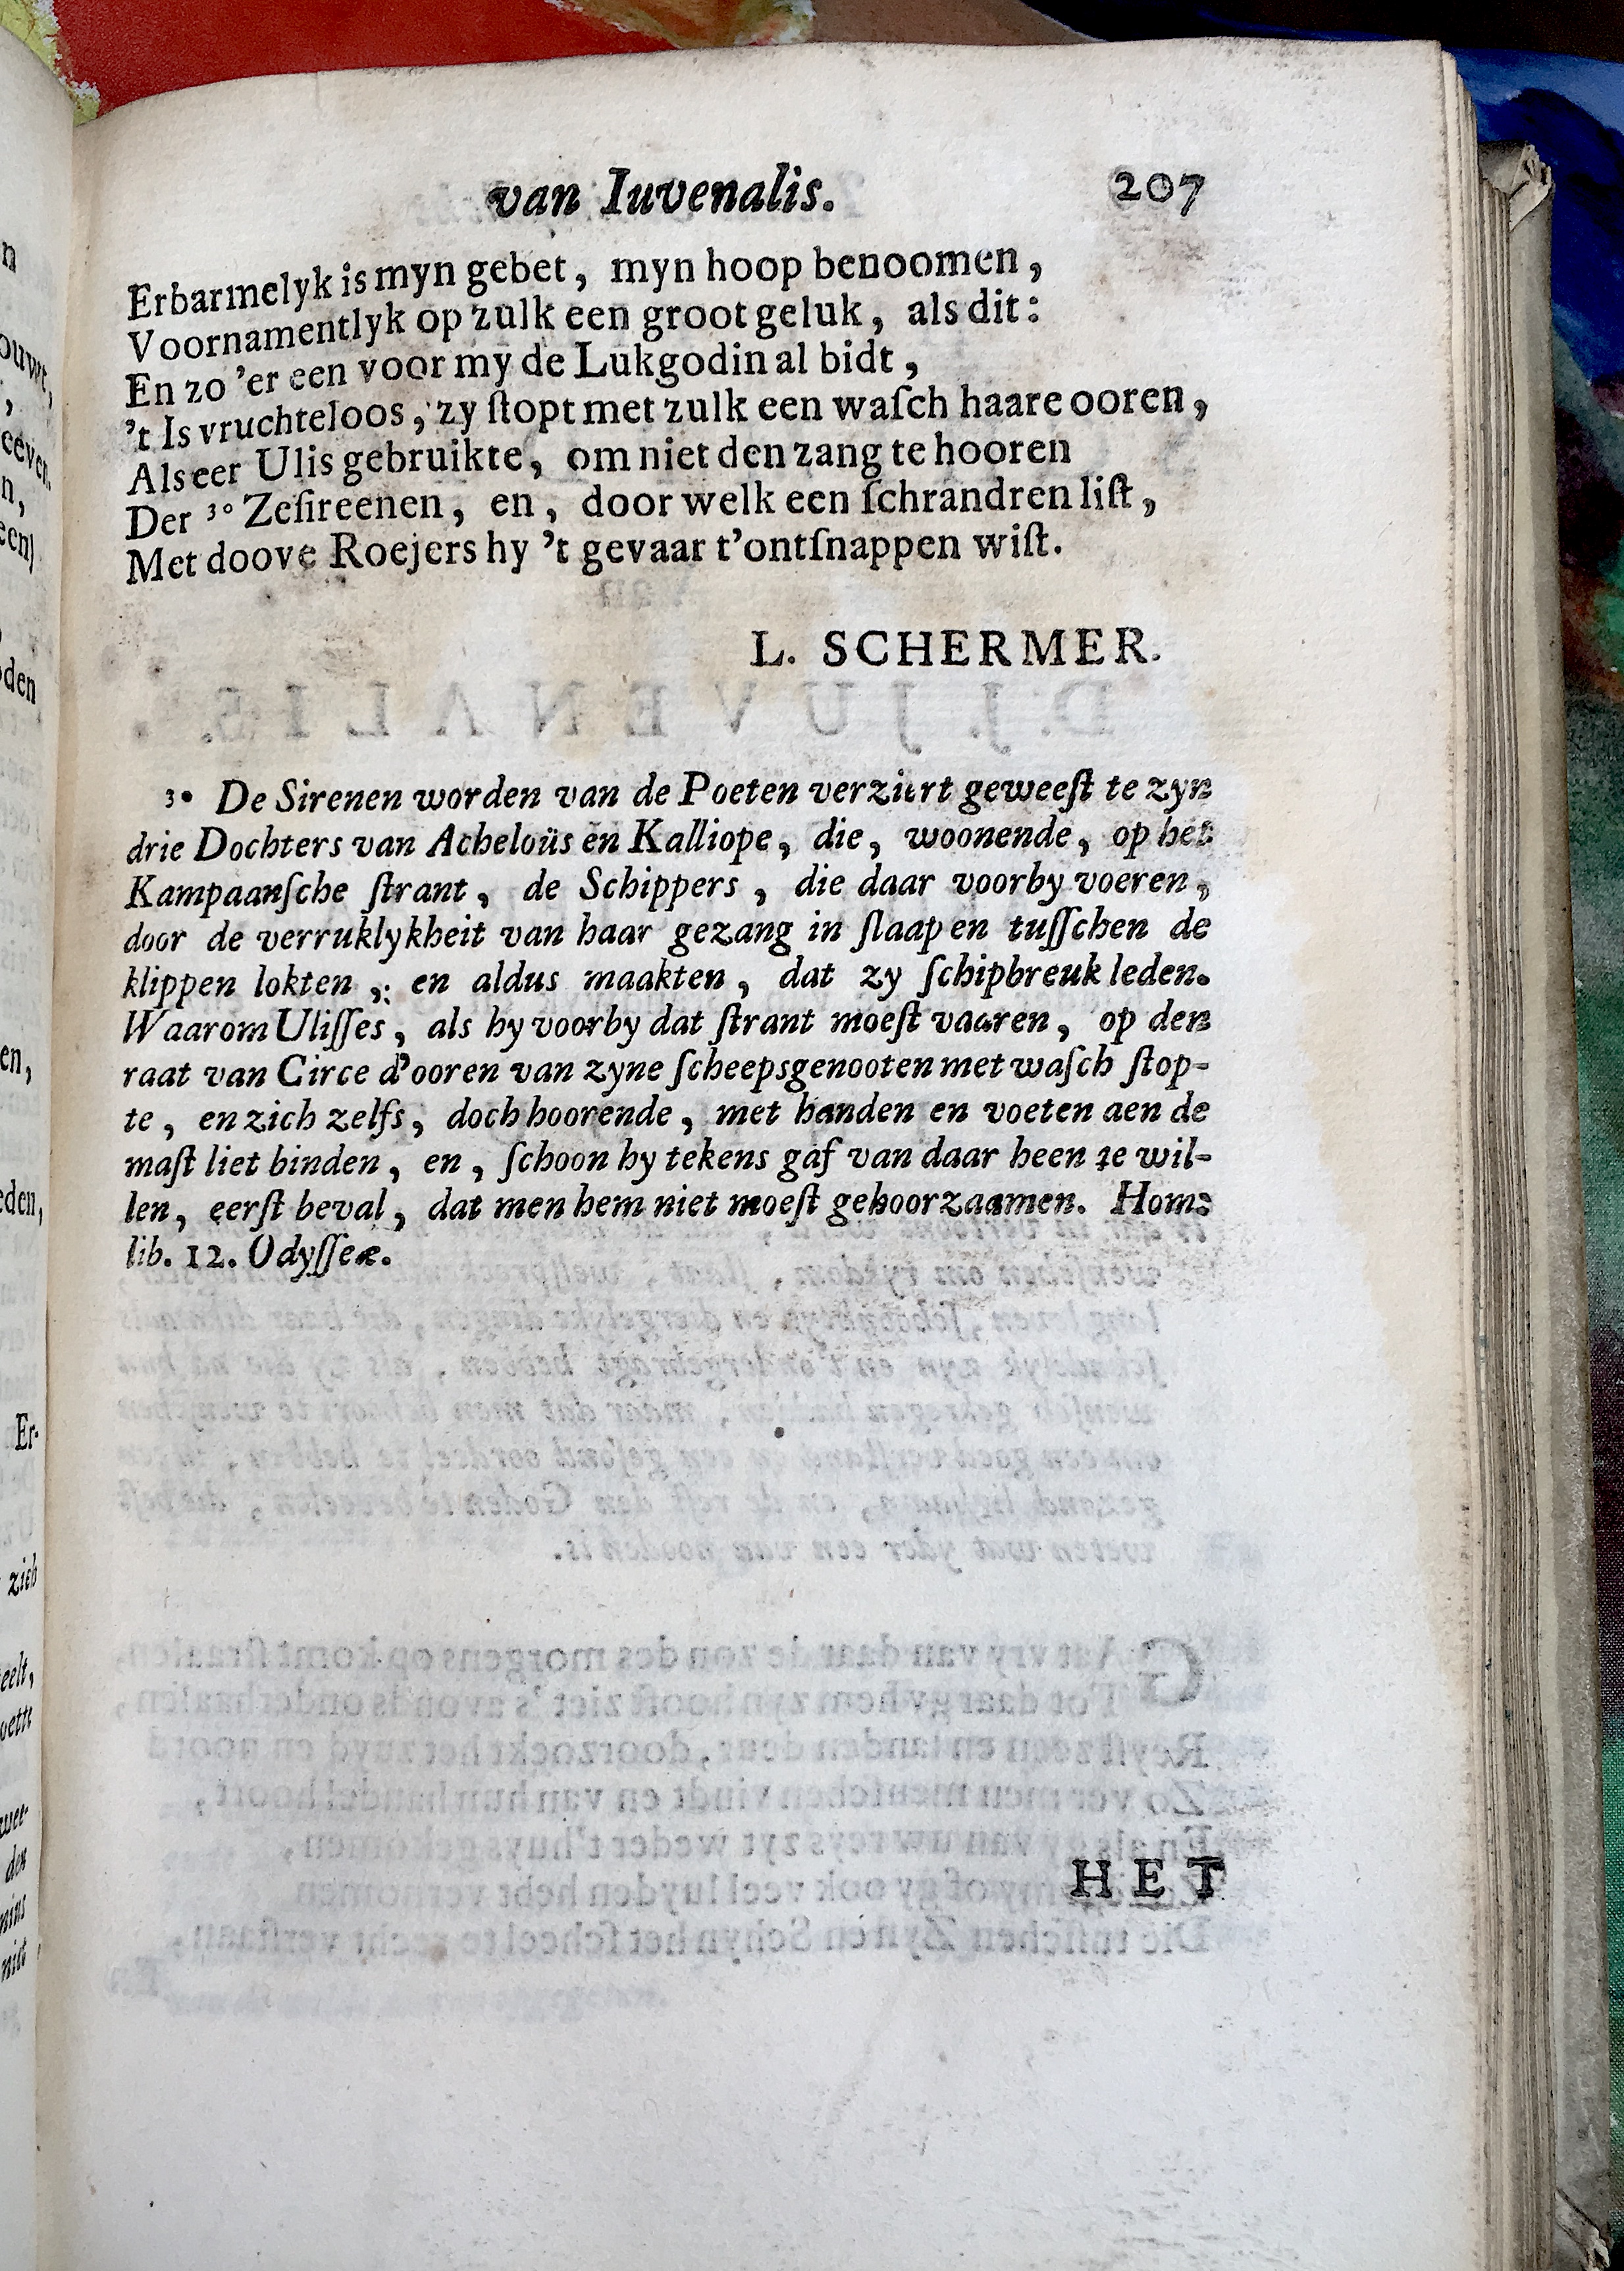 van Iuvenalis. 207
Erbarmelyk is myn gebet, myn hoop benoomen,
Voornamentlyk op zulk een groot geluk, als dit:
En zo 'er een voor my de Lukgodin al bidt,
't Is vruchteloos, zy ſtopt met zulk een waſch haare ooren,
Alseer Ulis gebruikte, om niet den zang te hooren
Der ³⁰ Zeſireenen, en, door welk een ſchrandren liſt,
Met doove Roejers hy 't gevaar t'ontſnappen wiſt.
L. SCHERMER.
30 De Sirenen worden van de Poeten verziert geweeſt te zyn
drie Dochters van Acheloüs en Kalliope, die, woonende, op het
Kampaanſche ſtrant, de Schippers, die daar voorby voeren,
door de verruklykheit van haar gezang in ſlaap en tuſſchen de
klippen lokten, en aldus maakten, dat zy ſchipbreuk leden.
Waarom Uliſſes, als hy voorby dat ſtrant moeſt vaaren, op den
raat van Circe d'ooren van zyne ſcheepsgenooten met waſch ſtop-
te, en zich zelfs, doch hoorende, met handen en voeten aen de
maſt liet binden, en, ſchoon hy tekens gaf van daar heen te wil-
len, eerſt beval, dat men hem niet moeſt gehoorzaamen. Hom:
lib. 12. Odyſſeæ.
HET